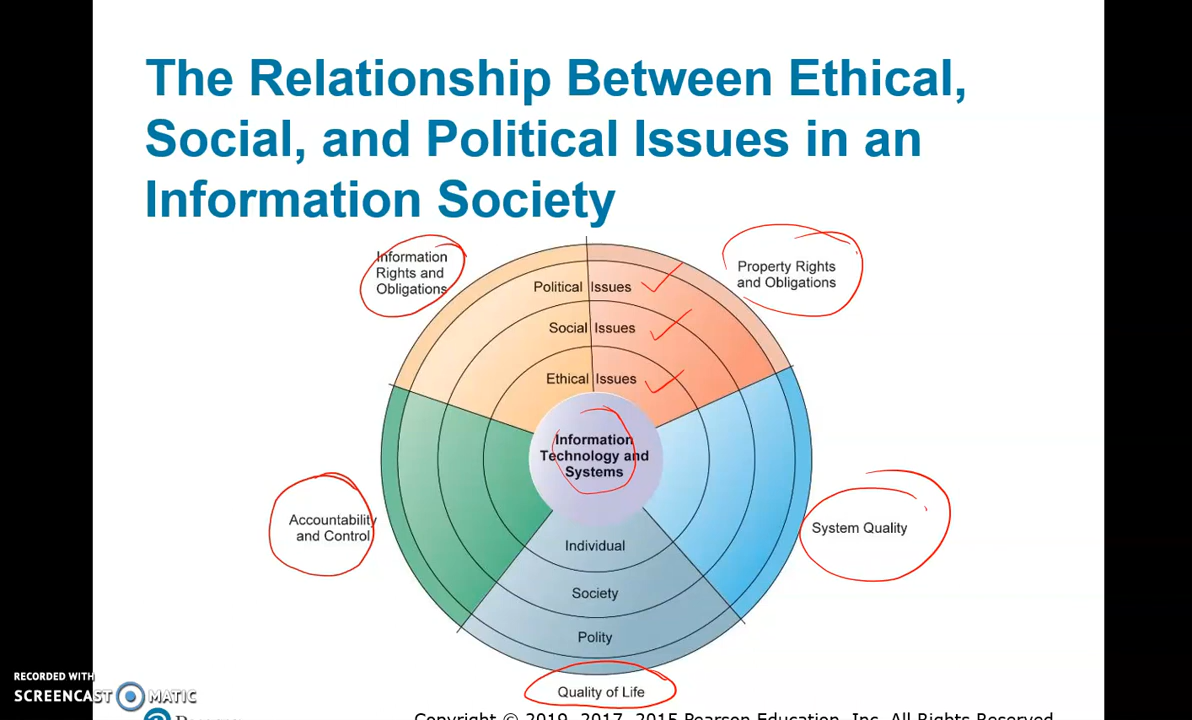 The Relationship Between Ethical,
Social, and Political Issues in an
Information Society
Information
Rights and
Obligations
Property Rights
and Obligations
Political Issues
Social Issues
Ethical Issues
Information
Technology and
Systems
Accountability
and Control
System Quality
Individual
Society
Polity
Quality of Life
RECORDED WITH
SCREENCAST MATIC
Copyright © 2019, 2017, 2015 Pearson Education, Inc. All Rights Reserved